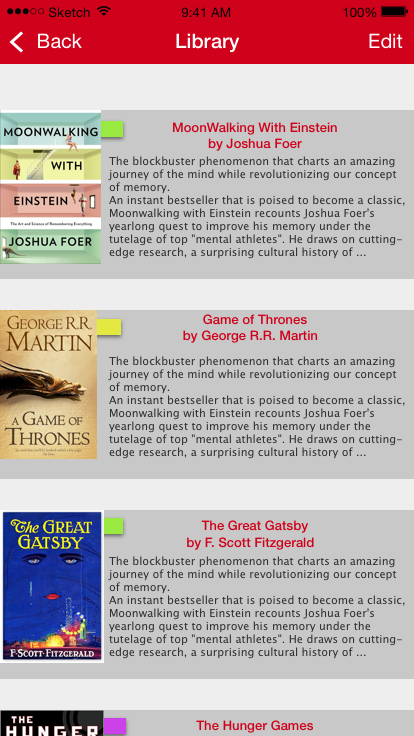 ●●●○○ Sketch 9:41 AM 100%
Back Library Edit
MOONWALKING
WITH
EINSTEIN
The Art and Science of Remembering Everything
JOSHUA FOER
MoonWalking With Einstein
by Joshua Foer
The blockbuster phenomenon that charts an amazing
journey of the mind while revolutionizing our concept
of memory.
An instant bestseller that is poised to become a classic,
Moonwalking with Einstein recounts Joshua Foer's
yearlong quest to improve his memory under the
tutelage of top "mental athletes". He draws on cutting-
edge research, a surprising cultural history of ...
GEORGE R.R.
MARTIN
A GAME OF
THRONES
Game of Thrones
by George R.R. Martin
The blockbuster phenomenon that charts an amazing
journey of the mind while revolutionizing our concept
of memory.
An instant bestseller that is poised to become a classic,
Moonwalking with Einstein recounts Joshua Foer's
yearlong quest to improve his memory under the
tutelage of top "mental athletes". He draws on cutting-
edge research, a surprising cultural history of ...
The GREAT
GATSBY
F·SCOTT·FITZGERALD
The Great Gatsby
by F. Scott Fitzgerald
The blockbuster phenomenon that charts an amazing
journey of the mind while revolutionizing our concept
of memory.
An instant bestseller that is poised to become a classic,
Moonwalking with Einstein recounts Joshua Foer's
yearlong quest to improve his memory under the
tutelage of top "mental athletes". He draws on cutting-
edge research, a surprising cultural history of ...
THE
HUNGER
The Hunger Games